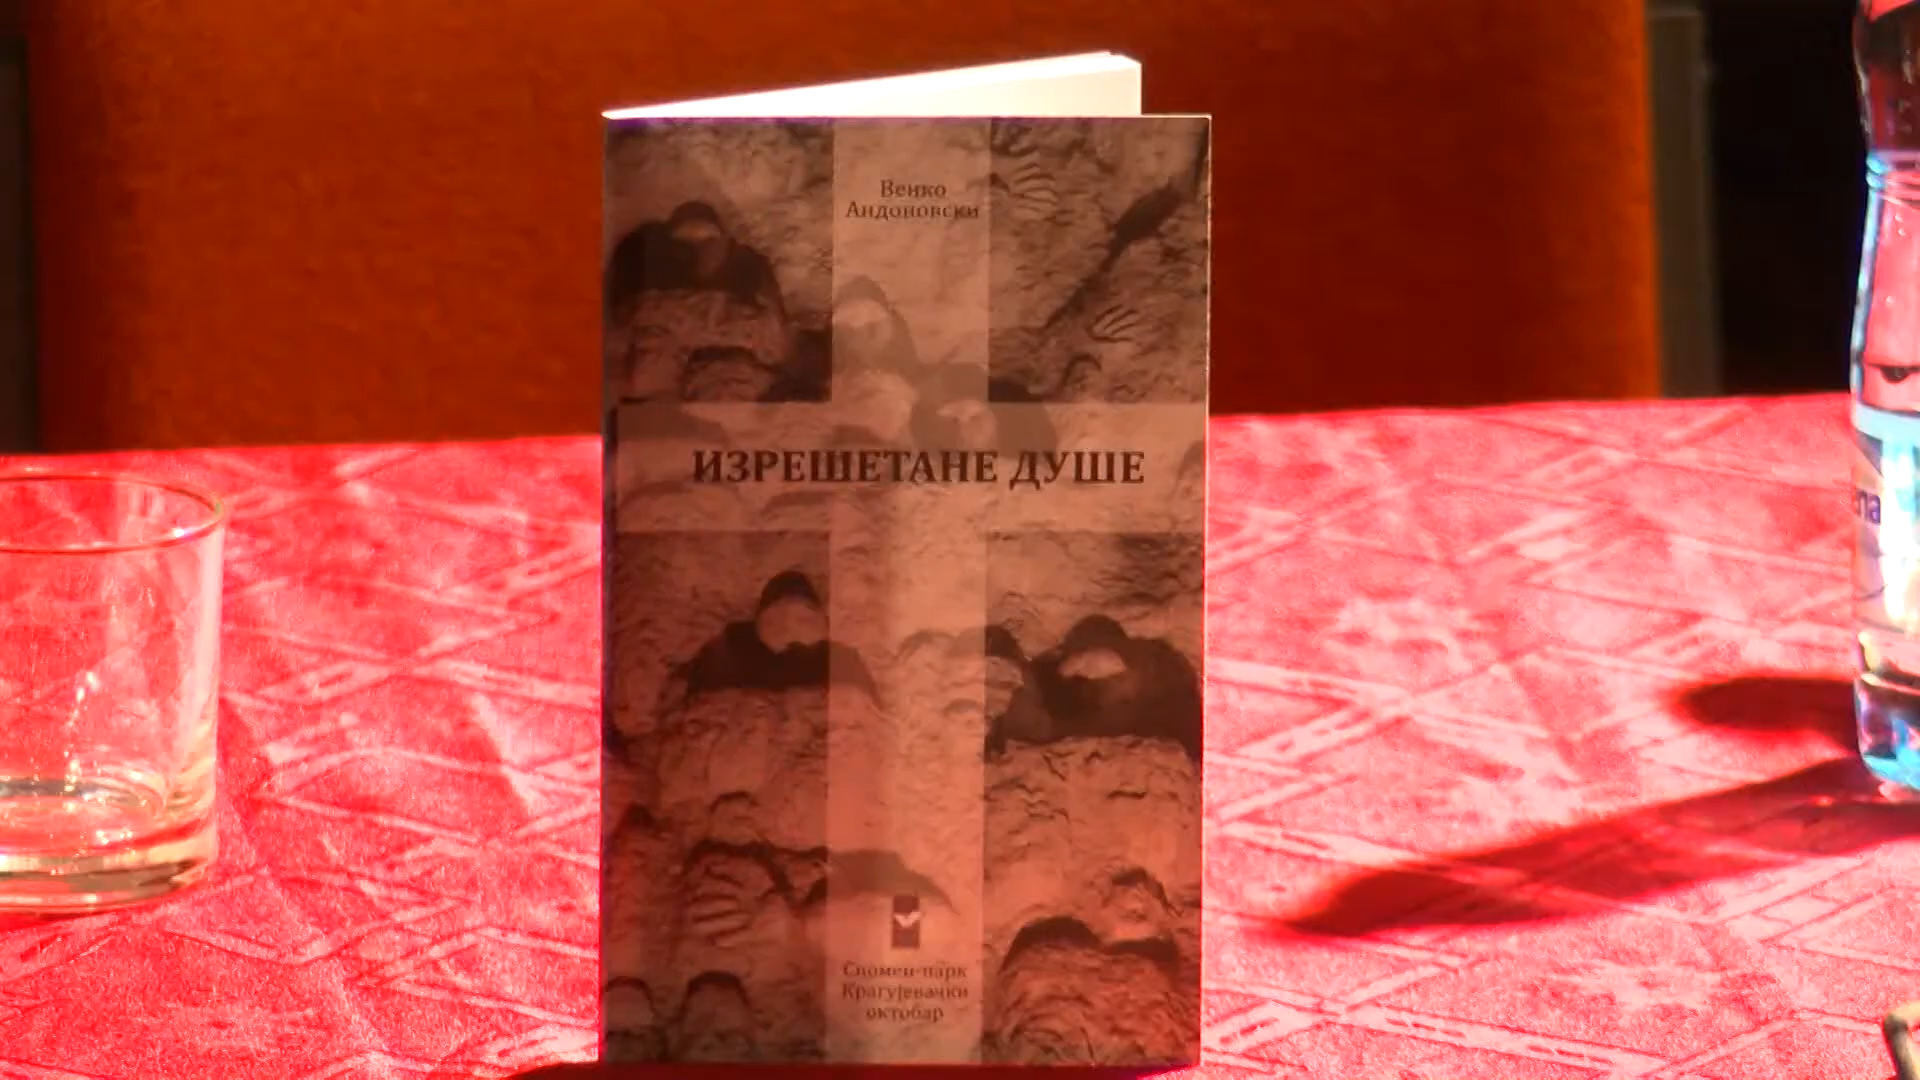 Венко
Андоновски
ИЗРЕШЕТАНЕ ДУШЕ
Спомен-парк
Крагујевачки
октобар